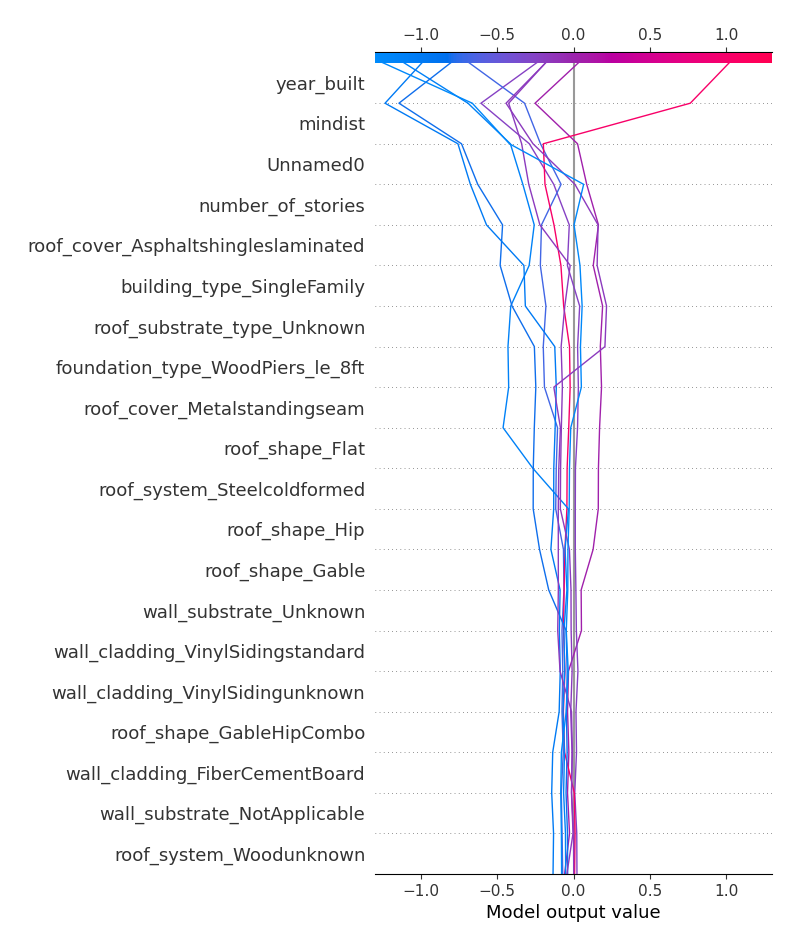 −1.0 −0.5 0.0 0.5 1.0
year_built
mindist
Unnamed0
number_of_stories
roof_cover_Asphaltshingleslaminated
building_type_SingleFamily
roof_substrate_type_Unknown
foundation_type_WoodPiers_le_8ft
roof_cover_Metalstandingseam
roof_shape_Flat
roof_system_Steelcoldformed
roof_shape_Hip
roof_shape_Gable
wall_substrate_Unknown
wall_cladding_VinylSidingstandard
wall_cladding_VinylSidingunknown
roof_shape_GableHipCombo
wall_cladding_FiberCementBoard
wall_substrate_NotApplicable
roof_system_Woodunknown
−1.0 −0.5 0.0 0.5 1.0
Model output value